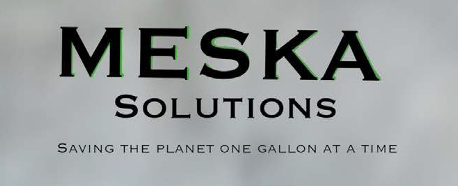 MESKA
SOLUTIONS
SAVING THE PLANET ONE GALLON AT A TIME